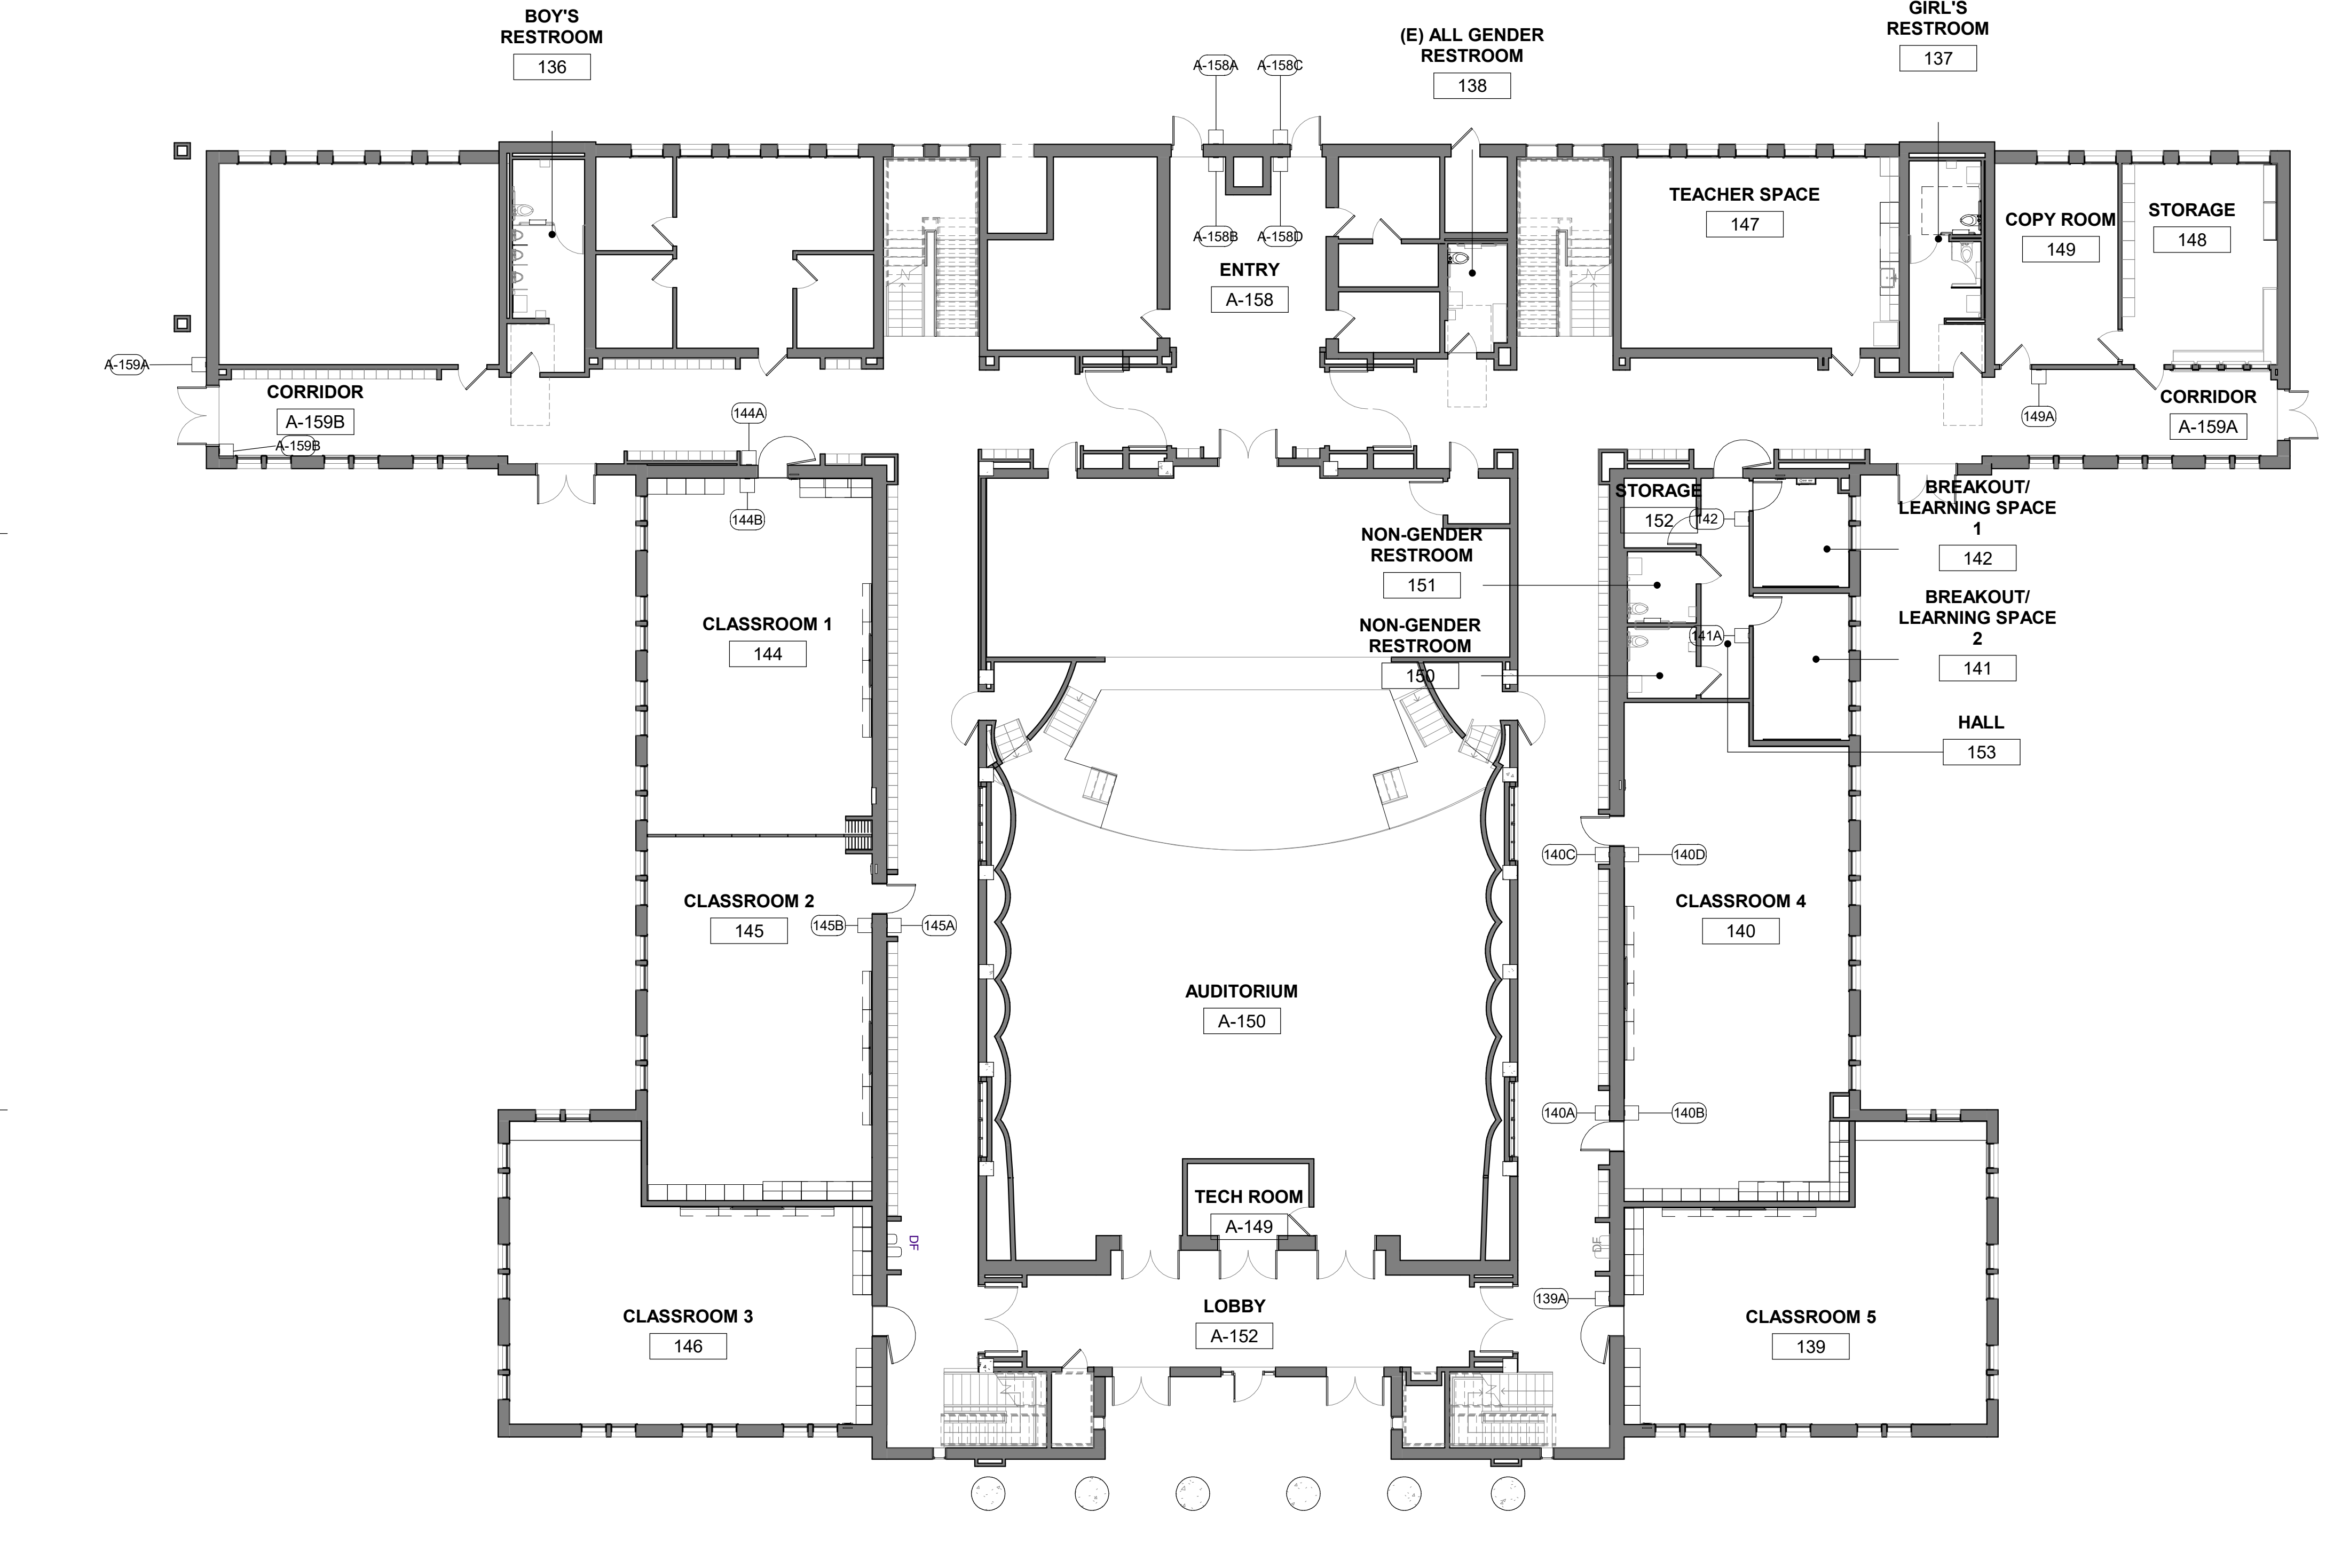 BOY'S
RESTROOM
136
(E) ALL GENDER
RESTROOM
138
GIRL'S
RESTROOM
137
A-158A
A-158C
A-158B
A-158D
ENTRY
A-158
TEACHER SPACE
147
COPY ROOM
149
STORAGE
148
A-159A
CORRIDOR
A-159B
A-159B
144A
149A
CORRIDOR
A-159A
144B
STORAGE
152
142
BREAKOUT/
LEARNING SPACE
1
142
NON-GENDER
RESTROOM
151
BREAKOUT/
LEARNING SPACE
2
141
CLASSROOM 1
144
NON-GENDER
RESTROOM
150
141A
HALL
153
140C
140D
CLASSROOM 2
145
145B
145A
CLASSROOM 4
140
AUDITORIUM
A-150
140A
140B
TECH ROOM
A-149
DF
DF
139A
LOBBY
A-152
CLASSROOM 3
146
CLASSROOM 5
139